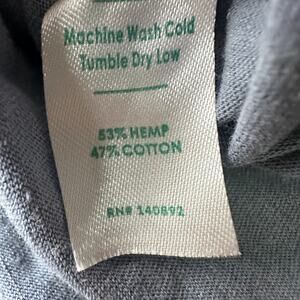 Machine Wash Cold
Tumble Dry Low
53% HEMP
47% COTTON
RN# 140892